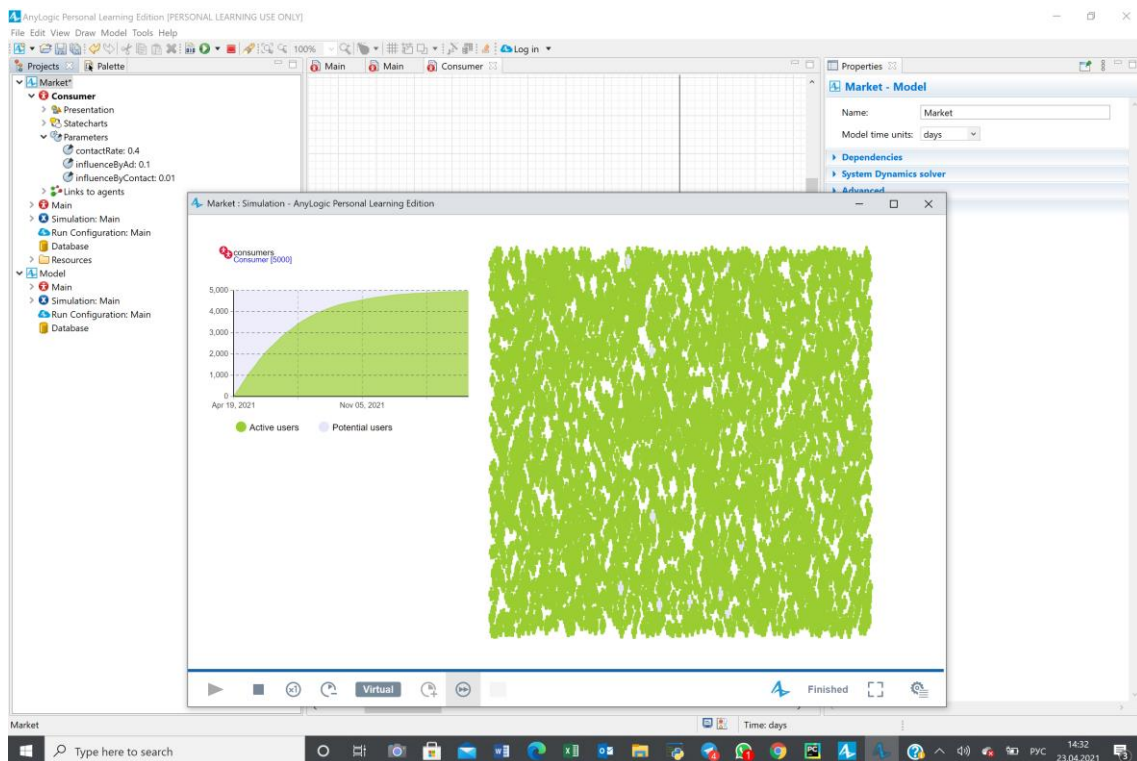 AnyLogic Personal Learning Edition [PERSONAL LEARNING USE ONLY]
File Edit View Draw Model Tools Help
100%
Log in
Projects
Palette
Main
Main
Consumer
Properties
Market*
Consumer
Presentation
Statecharts
Parameters
contactRate: 0.4
influenceByAd: 0.1
influenceByContact: 0.01
Links to agents
Main
Simulation: Main
Run Configuration: Main
Database
Resources
Model
Main
Simulation: Main
Run Configuration: Main
Database
Market - Model
Name: Market
Model time units: days
Dependencies
System Dynamics solver
Advanced
Market : Simulation - AnyLogic Personal Learning Edition
consumers
Consumer [5000]
5,000
4,000
3,000
2,000
1,000
0
Apr 19, 2021 Nov 05, 2021
Active users Potential users
x1
Virtual
Finished
Market
Time: days
Type here to search
РУС
14:32
23.04.2021